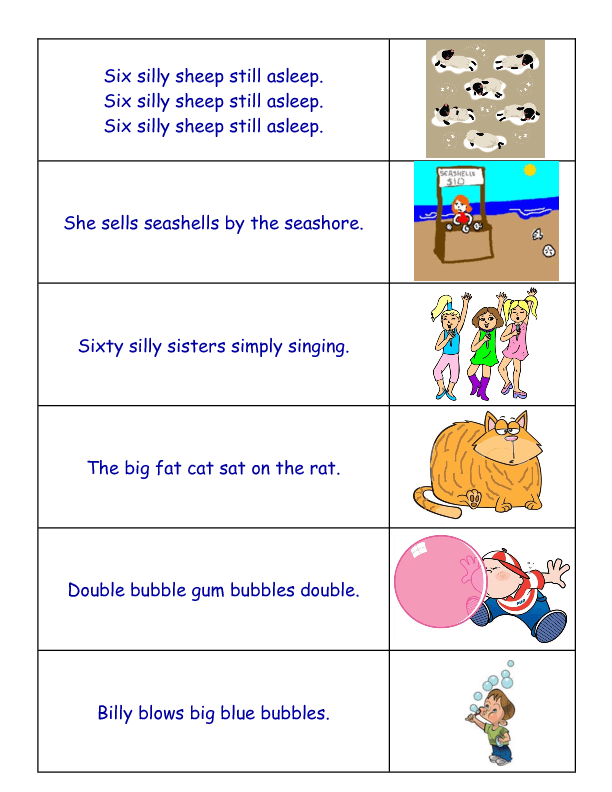 Six silly sheep still asleep.
Six silly sheep still asleep.
Six silly sheep still asleep.
She sells seashells by the seashore.
SEASHELLS
$10
Sixty silly sisters simply singing.
The big fat cat sat on the rat.
Double bubble gum bubbles double.
Billy blows big blue bubbles.